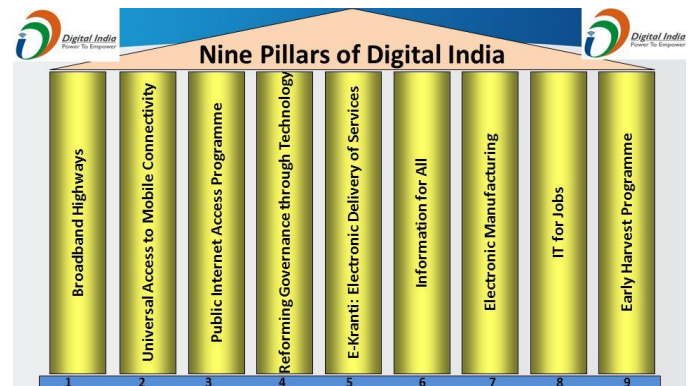 Digital India
Power To Empower
Digital India
Power To Empower
Nine Pillars of Digital India
Broadband Highways
Universal Access to Mobile Connectivity
Public Internet Access Programme
Reforming Governance through Technology
E-Kranti: Electronic Delivery of Services
Information for All
Electronic Manufacturing
IT for Jobs
Early Harvest Programme
1 2 3 4 5 6 7 8 9